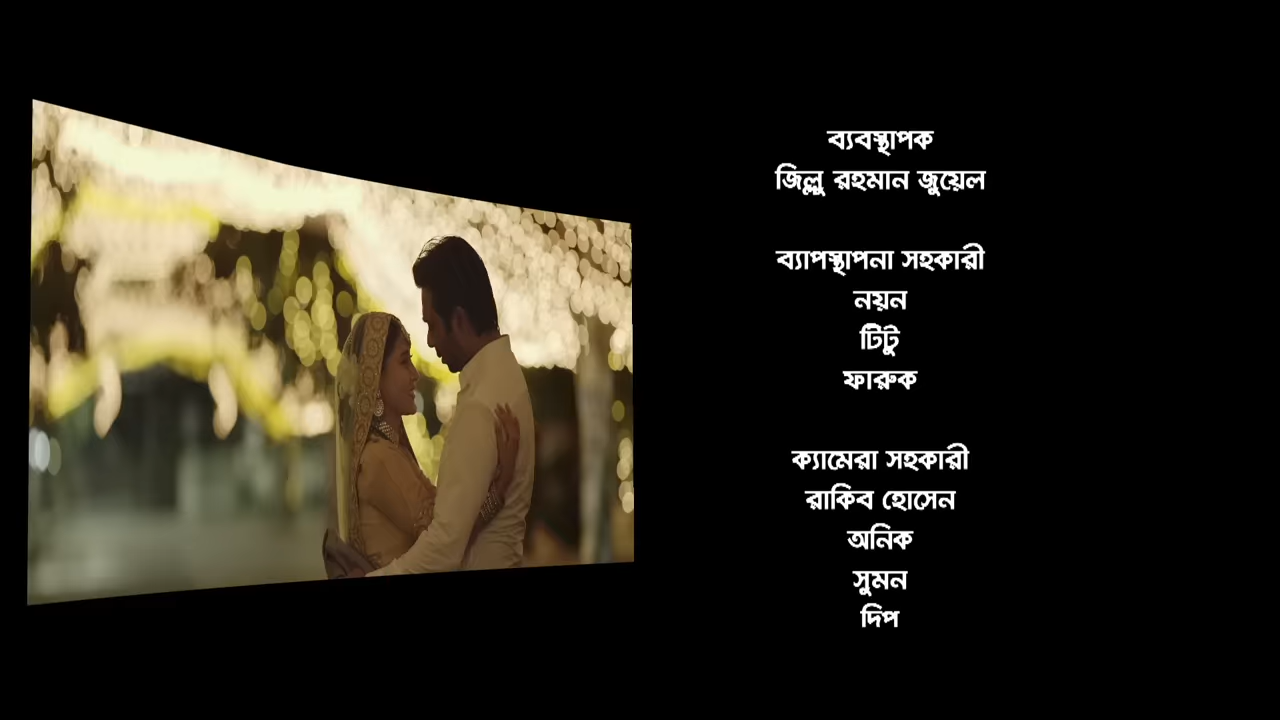 ব্যবস্থাপক
জিল্লু রহমান জুয়েল
ব্যাপস্থাপনা সহকারী
নয়ন
টিটু
ফারুক
ক্যামেরা সহকারী
রাকিব হোসেন
অনিক
সুমন
দিপ